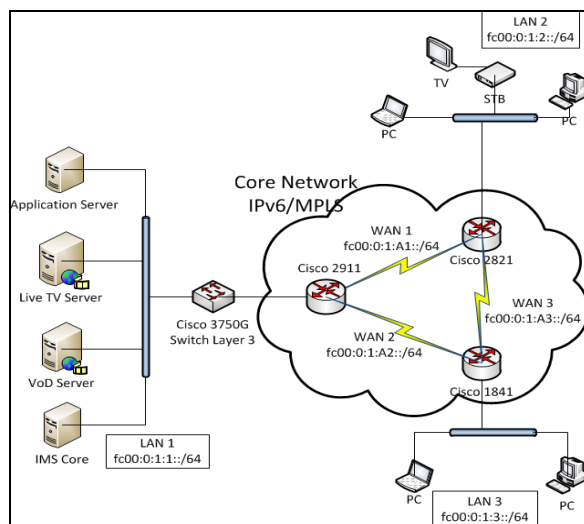 LAN 2
fc00:0:1:2::/64
TV
STB
PC
PC
Core Network
IPv6/MPLS
Application Server
WAN 1
fc00:0:1:A1::/64
Cisco 2911
Cisco 2821
Live TV Server
Cisco 3750G
Switch Layer 3
WAN 3
fc00:0:1:A3::/64
WAN 2
fc00:0:1:A2::/64
VoD Server
Cisco 1841
IMS Core
LAN 1
fc00:0:1:1::/64
PC
PC
LAN 3
fc00:0:1:3::/64